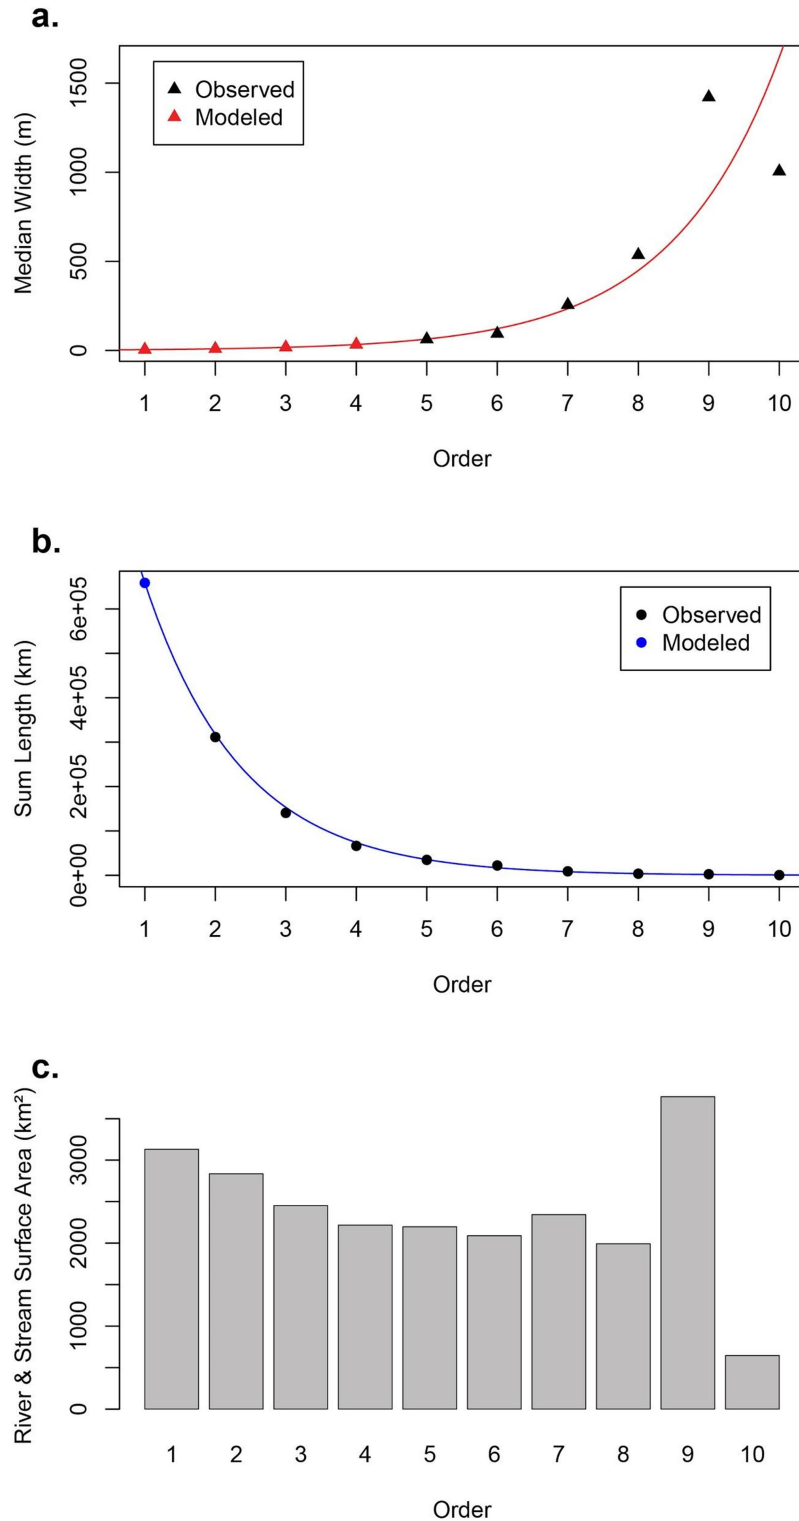 a.
Median Width (m)
1500
1000
500
0
Observed
Modeled
1 2 3 4 5 6 7 8 9 10
Order
b.
Sum Length (km)
6e+05
4e+05
2e+05
0e+00
Observed
Modeled
1 2 3 4 5 6 7 8 9 10
Order
c.
River & Stream Surface Area (km²)
3000
2000
1000
0
1 2 3 4 5 6 7 8 9 10
Order